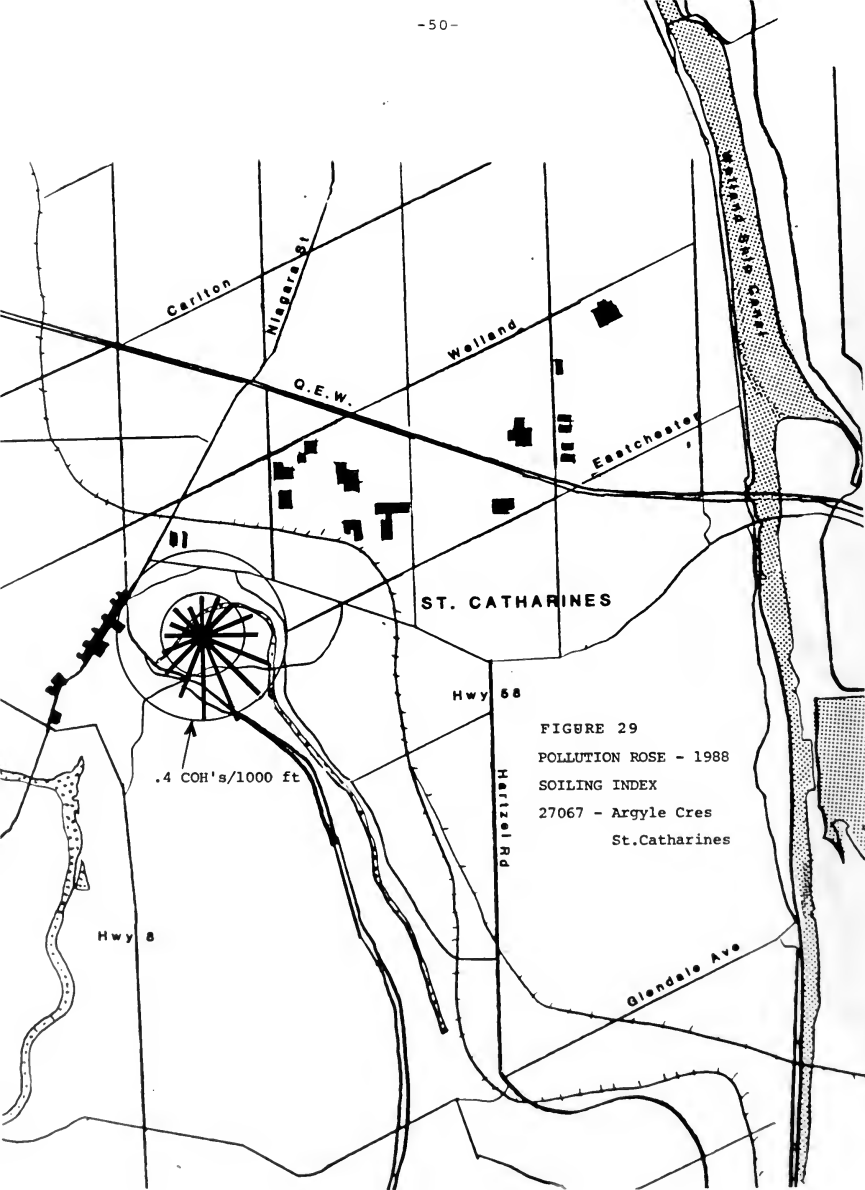 -50-
Welland Ship Canal
Carlton
Niagara St
Welland
Q.E.W.
Eastchester
ST. CATHARINES
Hwy 58
FIGURE 29
POLLUTION ROSE - 1988
SOILING INDEX
27067 - Argyle Cres
St.Catharines
.4 COH's/1000 ft
Hartzel Rd
Hwy 8
Glendale Ave